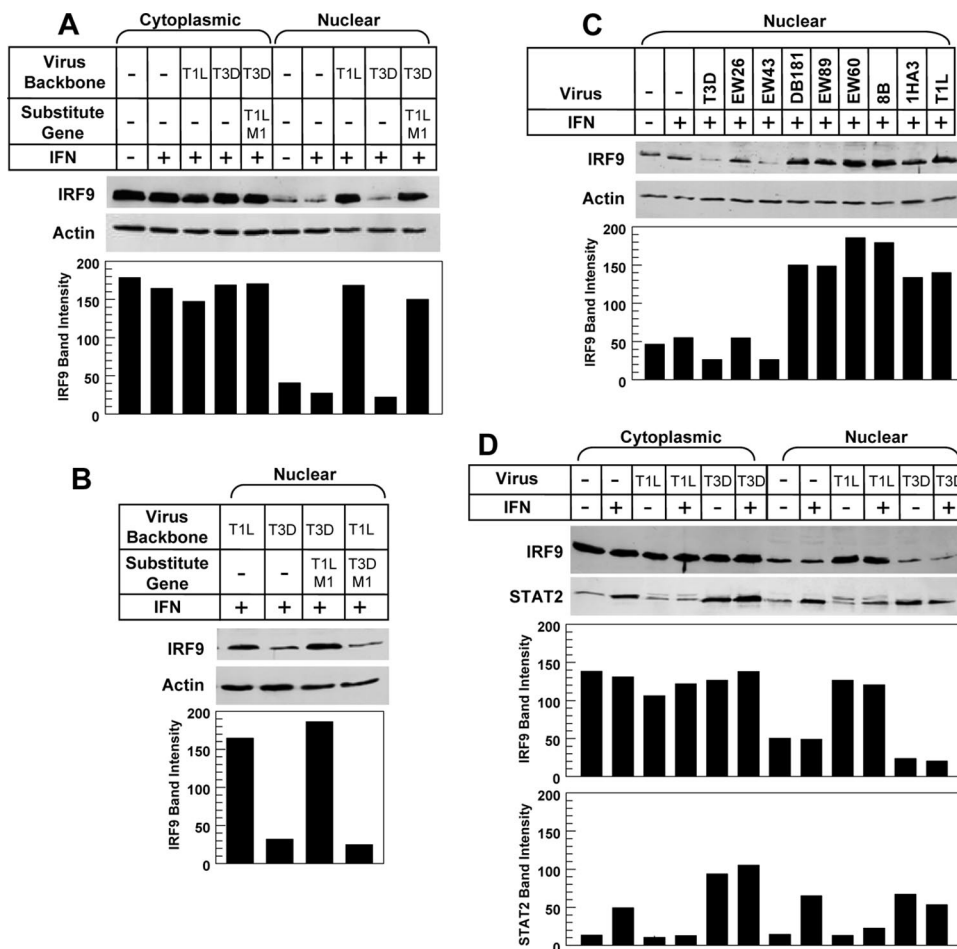 A
Cytoplasmic Nuclear
Virus Backbone - - T1L T3D T3D - - T1L T3D T3D
Substitute Gene - - - - T1L M1 - - - - T1L M1
IFN - + + + + - + + + +
IRF9
Actin
IRF9 Band Intensity
200
150
100
50
0
B
Nuclear
Virus Backbone T1L T3D T3D T1L
Substitute Gene - - T1L M1 T3D M1
IFN + + + +
IRF9
Actin
IRF9 Band Intensity
200
150
100
50
0
C
Nuclear
Virus - - T3D EW26 EW43 DB181 EW89 EW60 8B 1HA3 T1L
IFN - + + + + + + + + + +
IRF9
Actin
IRF9 Band Intensity
200
150
100
50
0
D
Cytoplasmic Nuclear
Virus - - T1L T1L T3D T3D - - T1L T1L T3D T3D
IFN - + - + - + - + - + - +
IRF9
STAT2
IRF9 Band Intensity
200
150
100
50
0
STAT2 Band Intensity
200
150
100
50
0